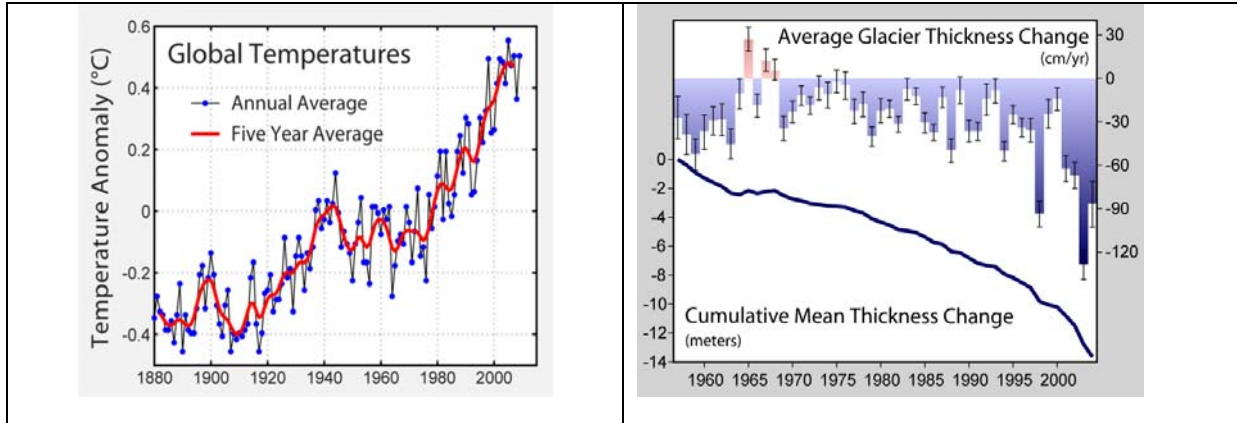 Global Temperatures
Annual Average
Five Year Average
Temperature Anomaly (°C)
0.6
0.4
0.2
0
-0.2
-0.4
1880 1900 1920 1940 1960 1980 2000
Average Glacier Thickness Change
(cm/yr)
30
0
-30
-60
-90
-120
0
-2
-4
-6
-8
-10
-12
-14
Cumulative Mean Thickness Change
(meters)
1960 1965 1970 1975 1980 1985 1990 1995 2000